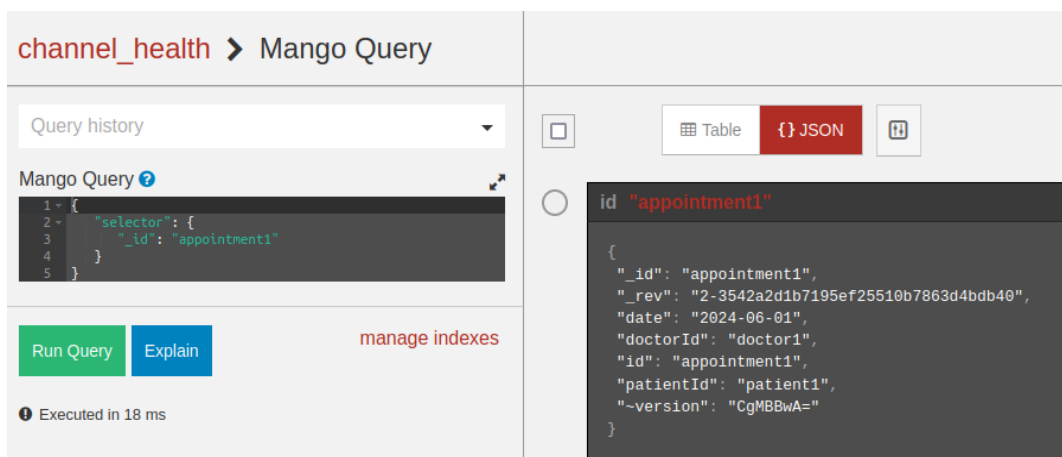 channel_health > Mango Query
Query history
Mango Query
1 {
2 "selector": {
3 "_id": "appointment1"
4 }
5 }
Run Query Explain manage indexes
Executed in 18 ms
Table {} JSON
id "appointment1"
{
"_id": "appointment1",
"_rev": "2-3542a2d1b7195ef25510b7863d4bdb40",
"date": "2024-06-01",
"doctorId": "doctor1",
"id": "appointment1",
"patientId": "patient1",
"~version": "CgMBBwA="
}